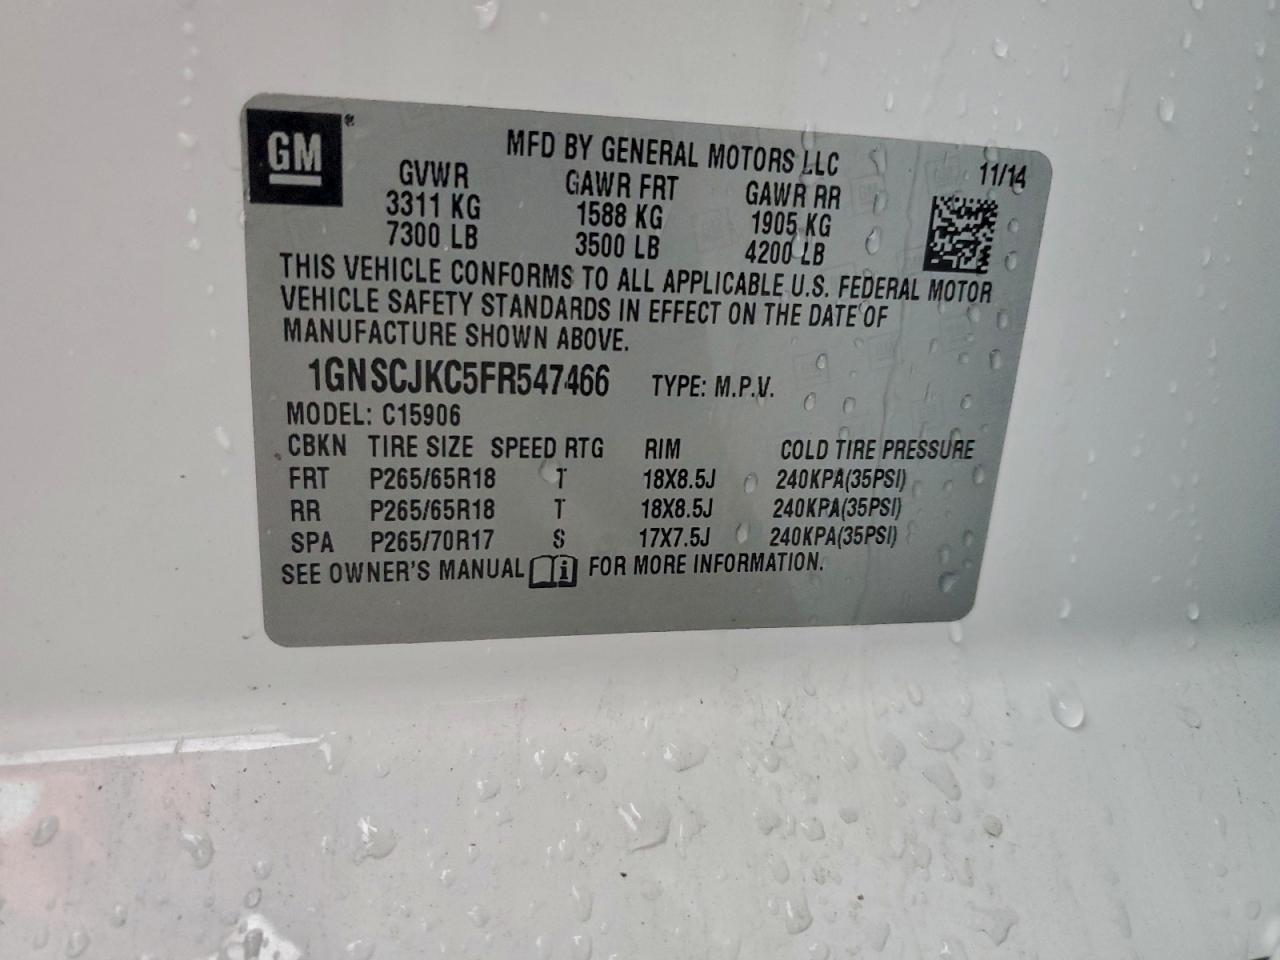 GM®
MFD BY GENERAL MOTORS LLC 11/14
GVWR GAWR FRT GAWR RR
3311 KG 1588 KG 1905 KG
7300 LB 3500 LB 4200 LB
THIS VEHICLE CONFORMS TO ALL APPLICABLE U.S. FEDERAL MOTOR
VEHICLE SAFETY STANDARDS IN EFFECT ON THE DATE OF
MANUFACTURE SHOWN ABOVE.
1GNSCJKC5FR547466 TYPE: M.P.V.
MODEL: C15906
CBKN TIRE SIZE SPEED RTG RIM COLD TIRE PRESSURE
FRT P265/65R18 T 18X8.5J 240KPA(35PSI)
RR P265/65R18 T 18X8.5J 240KPA(35PSI)
SPA P265/70R17 S 17X7.5J 240KPA(35PSI)
SEE OWNER'S MANUAL i FOR MORE INFORMATION.